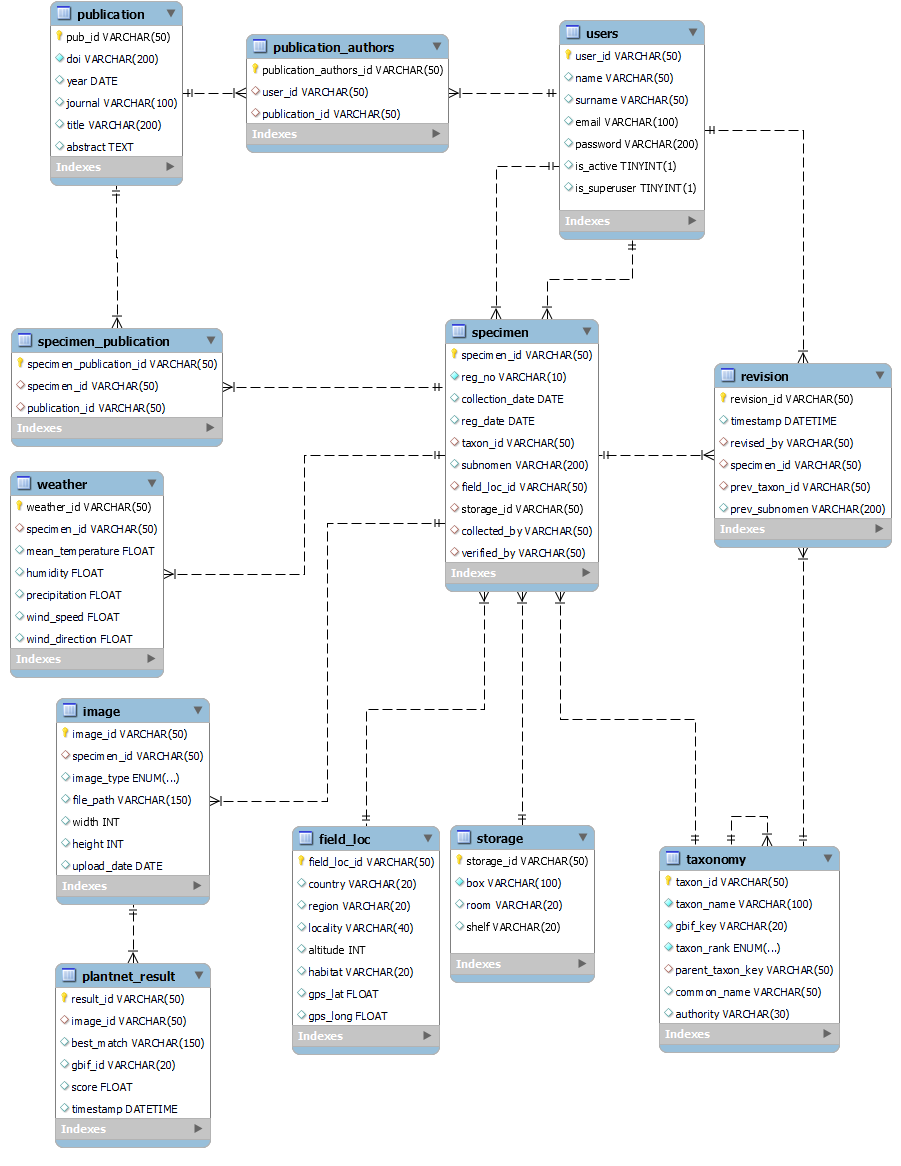 publication
pub_id VARCHAR(50)
doi VARCHAR(200)
year DATE
journal VARCHAR(100)
title VARCHAR(200)
abstract TEXT
Indexes
publication_authors
publication_authors_id VARCHAR(50)
user_id VARCHAR(50)
publication_id VARCHAR(50)
Indexes
users
user_id VARCHAR(50)
name VARCHAR(50)
surname VARCHAR(50)
email VARCHAR(100)
password VARCHAR(200)
is_active TINYINT(1)
is_superuser TINYINT(1)
Indexes
specimen_publication
specimen_publication_id VARCHAR(50)
specimen_id VARCHAR(50)
publication_id VARCHAR(50)
Indexes
specimen
specimen_id VARCHAR(50)
reg_no VARCHAR(10)
collection_date DATE
reg_date DATE
taxon_id VARCHAR(50)
subnomen VARCHAR(200)
field_loc_id VARCHAR(50)
storage_id VARCHAR(50)
collected_by VARCHAR(50)
verified_by VARCHAR(50)
Indexes
revision
revision_id VARCHAR(50)
timestamp DATETIME
revised_by VARCHAR(50)
specimen_id VARCHAR(50)
prev_taxon_id VARCHAR(50)
prev_subnomen VARCHAR(200)
Indexes
weather
weather_id VARCHAR(50)
specimen_id VARCHAR(50)
mean_temperature FLOAT
humidity FLOAT
precipitation FLOAT
wind_speed FLOAT
wind_direction FLOAT
Indexes
image
image_id VARCHAR(50)
specimen_id VARCHAR(50)
image_type ENUM(...)
file_path VARCHAR(150)
width INT
height INT
upload_date DATE
Indexes
field_loc
field_loc_id VARCHAR(50)
country VARCHAR(20)
region VARCHAR(20)
locality VARCHAR(40)
altitude INT
habitat VARCHAR(20)
gps_lat FLOAT
gps_long FLOAT
Indexes
storage
storage_id VARCHAR(50)
box VARCHAR(100)
room VARCHAR(20)
shelf VARCHAR(20)
Indexes
taxonomy
taxon_id VARCHAR(50)
taxon_name VARCHAR(100)
gbif_key VARCHAR(20)
taxon_rank ENUM(...)
parent_taxon_key VARCHAR(50)
common_name VARCHAR(50)
authority VARCHAR(30)
Indexes
plantnet_result
result_id VARCHAR(50)
image_id VARCHAR(50)
best_match VARCHAR(150)
gbif_id VARCHAR(20)
score FLOAT
timestamp DATETIME
Indexes